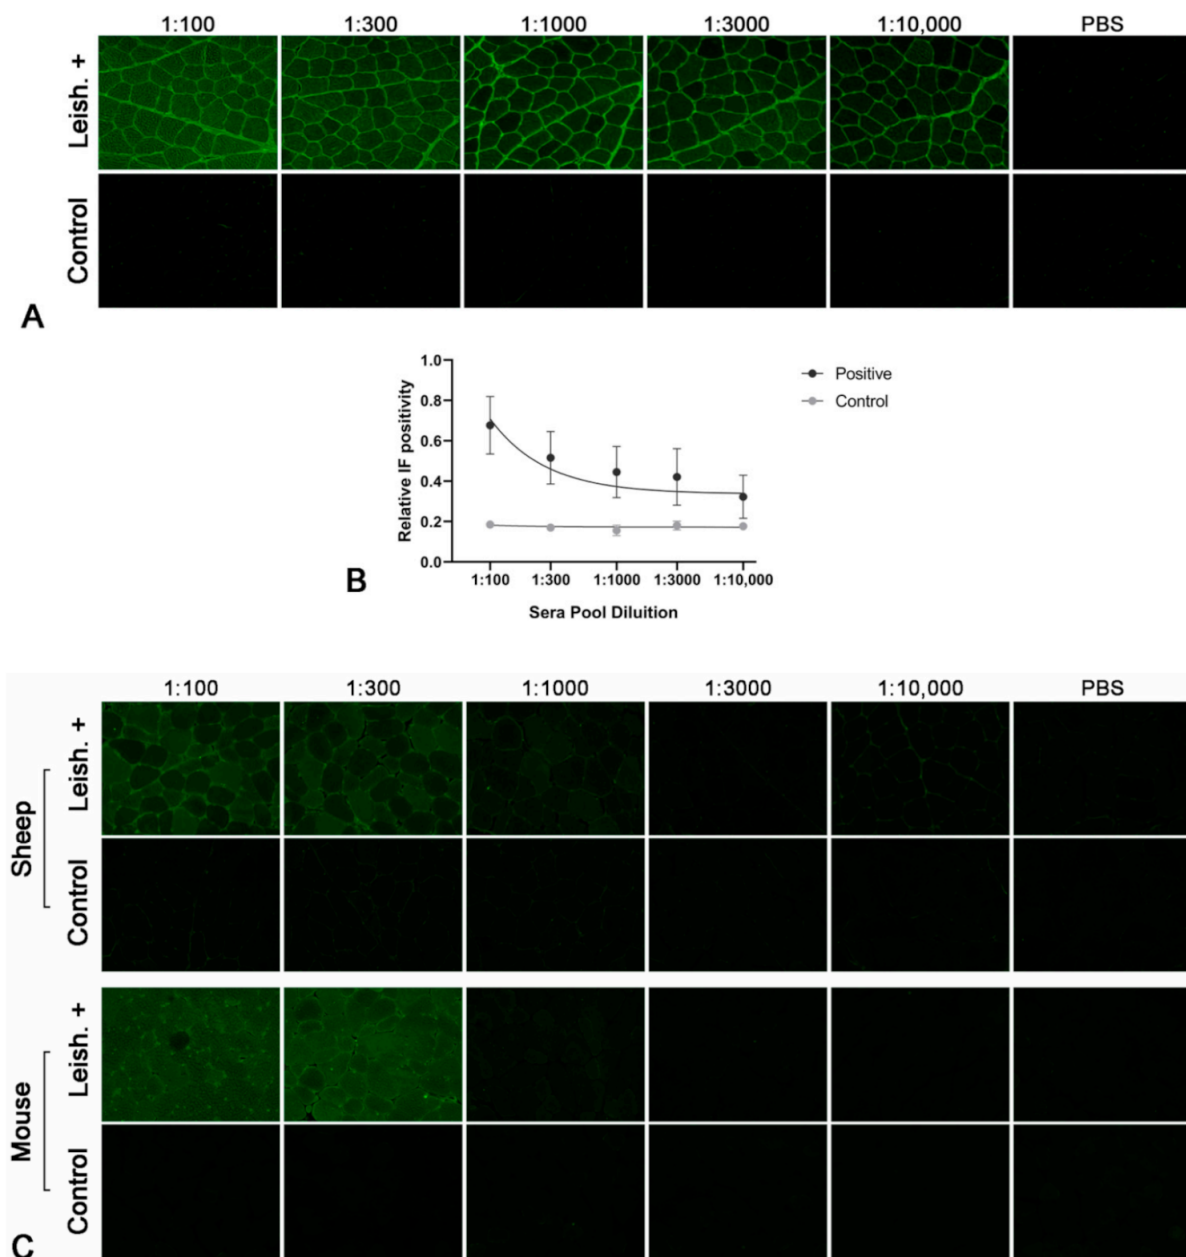 1:100 1:300 1:1000 1:3000 1:10,000 PBS
Leish. +
Control
A
1.0
0.8
0.6
0.4
0.2
0.0
Relative IF positivity
1:100 1:300 1:1000 1:3000 1:10,000
Sera Pool Diluition
Positive
Control
B
1:100 1:300 1:1000 1:3000 1:10,000 PBS
Sheep
Leish. +
Control
Mouse
Leish. +
Control
C